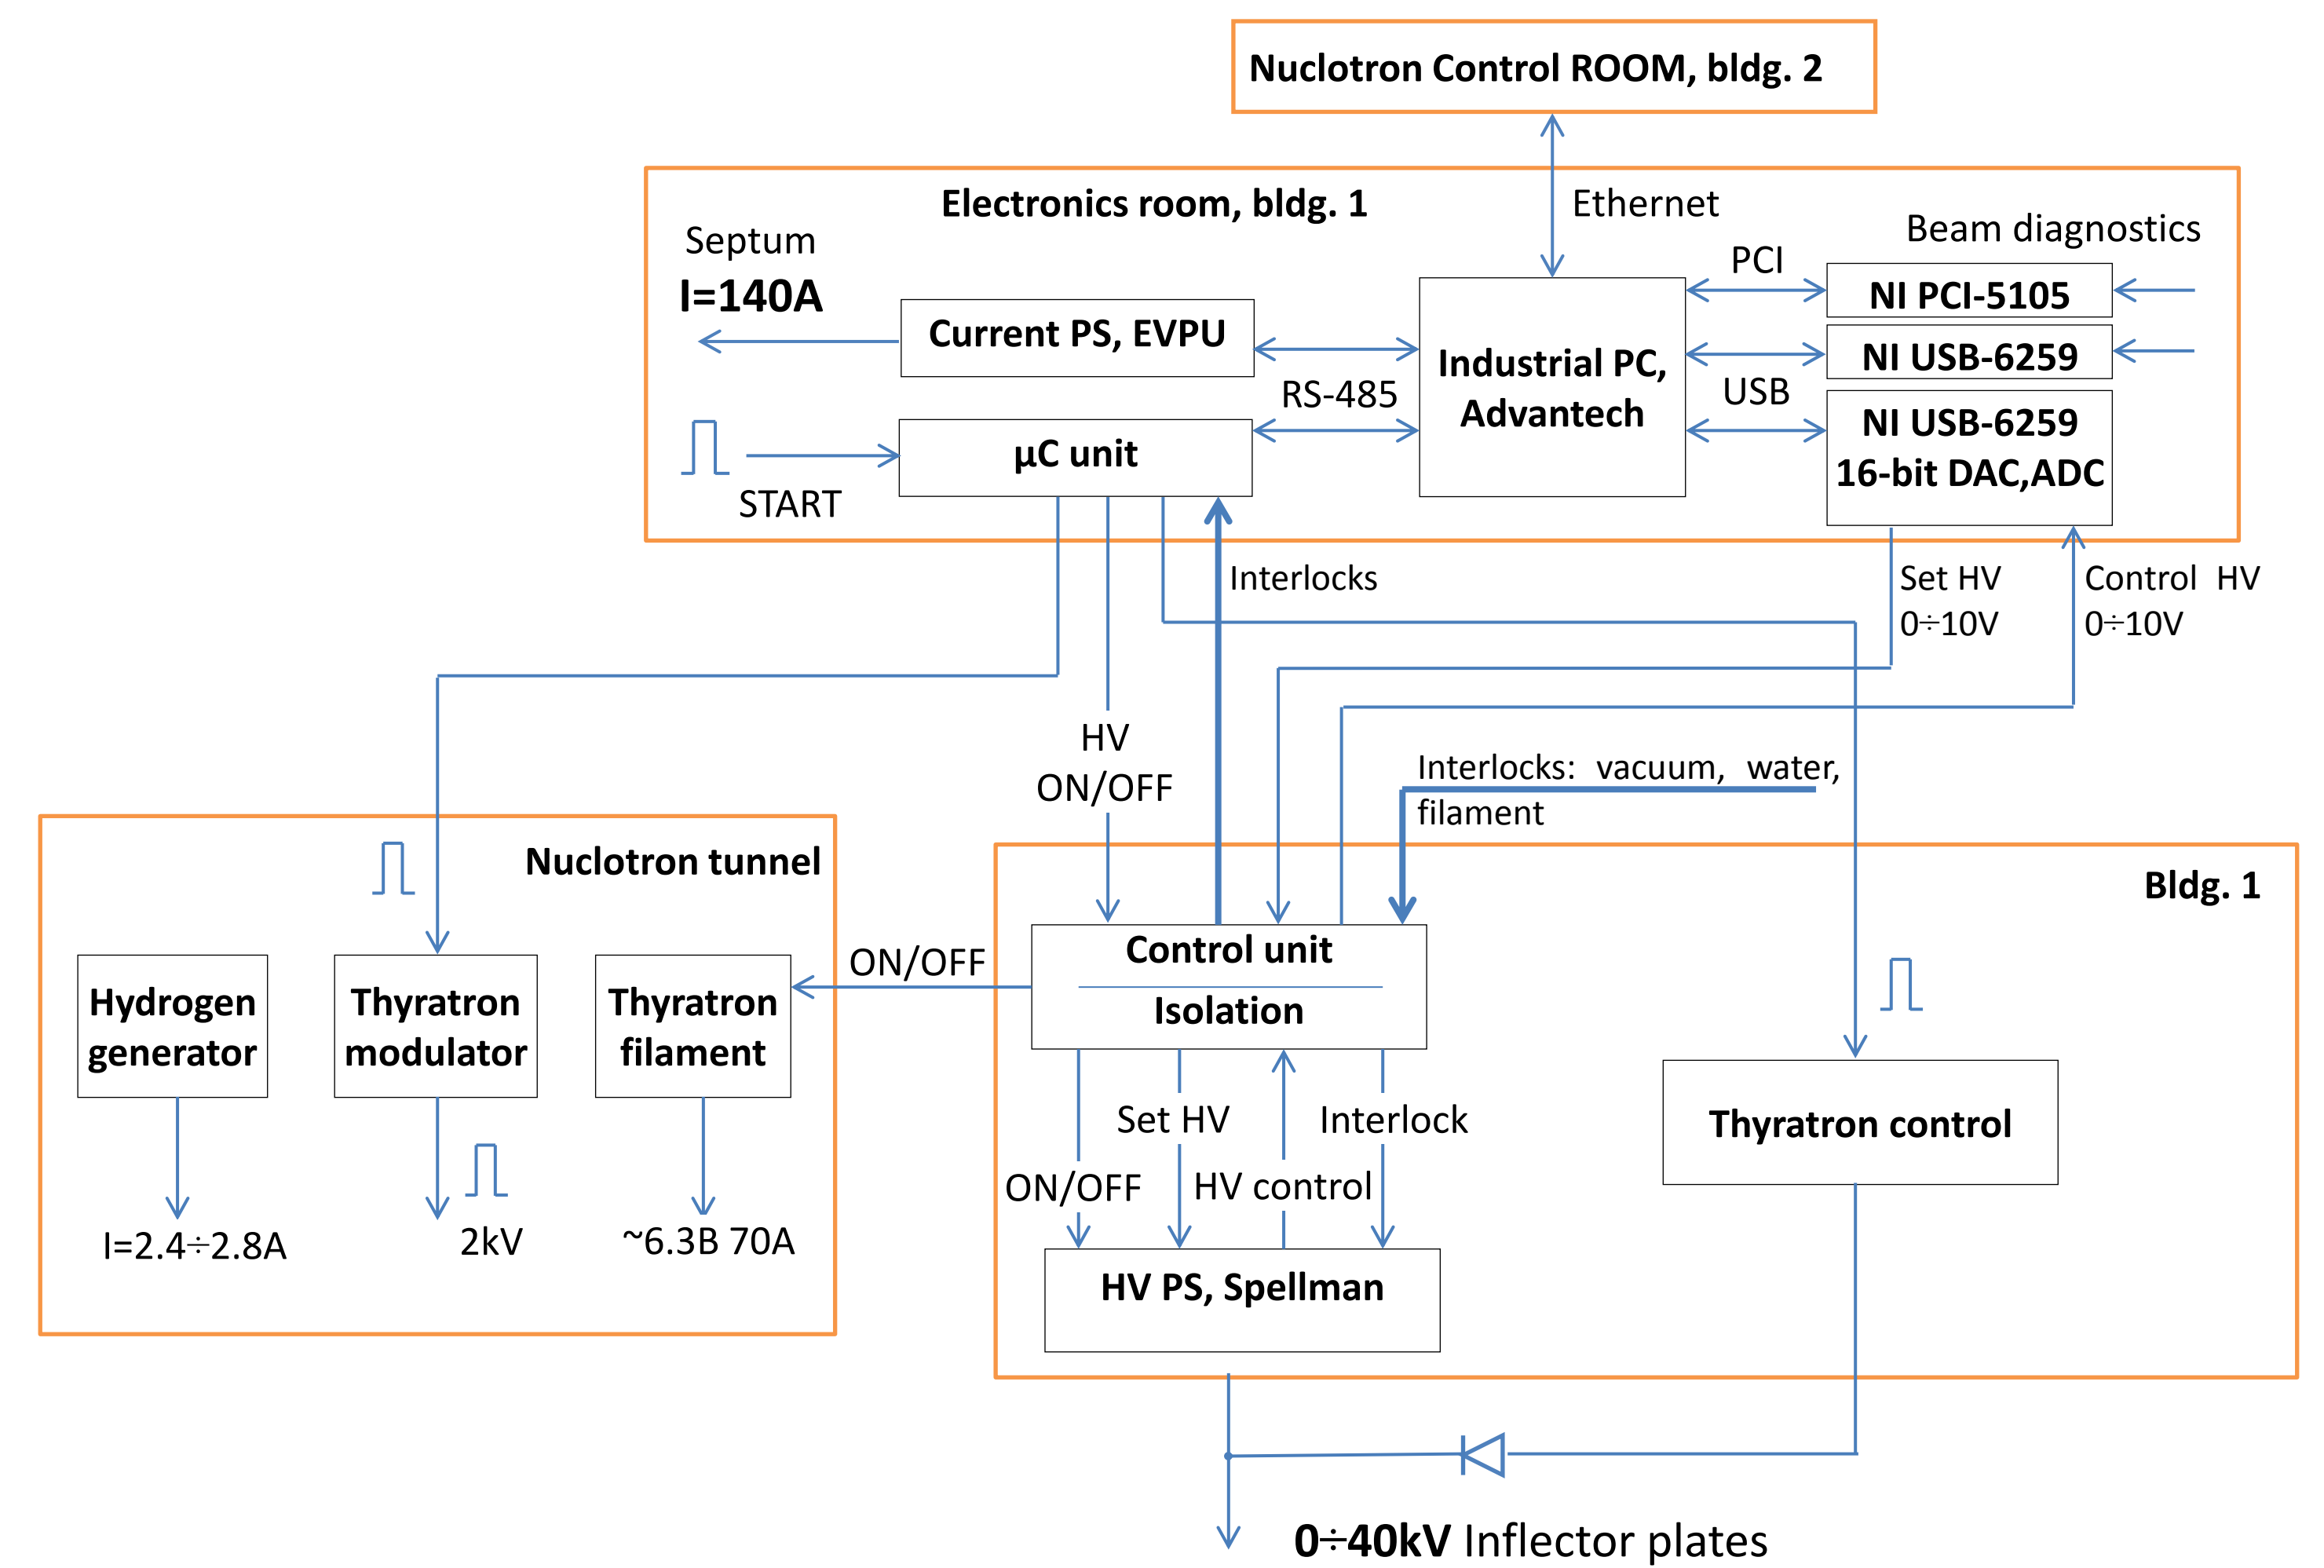 Nuclotron Control ROOM, bldg. 2
Electronics room, bldg. 1
Ethernet
Septum
I=140A
Beam diagnostics
PCI
NI PCI-5105
Current PS, EVPU
Industrial PC,
Advantech
NI USB-6259
RS-485
USB
NI USB-6259
16-bit DAC,ADC
µC unit
START
Interlocks
Set HV
0÷10V
Control HV
0÷10V
HV
ON/OFF
Interlocks: vacuum, water,
filament
Nuclotron tunnel
Bldg. 1
Hydrogen
generator
Thyratron
modulator
Thyratron
filament
ON/OFF
Control unit
Isolation
Set HV
Interlock
ON/OFF
HV control
Thyratron control
I=2.4÷2.8A
2kV
~6.3B 70A
HV PS, Spellman
0÷40kV Inflector plates